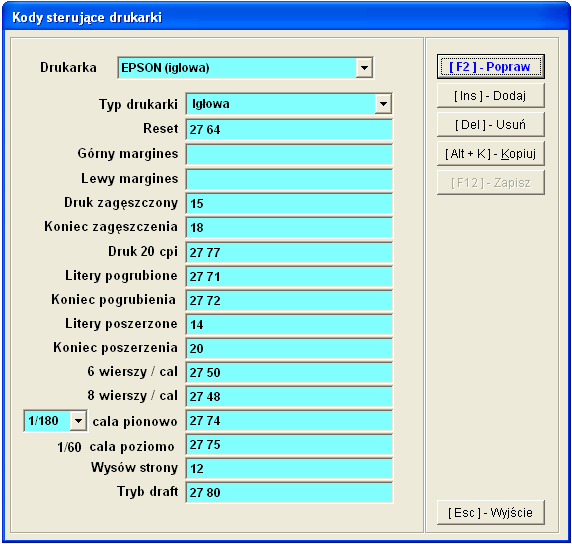 Kody sterujące drukarki
Drukarka EPSON (iglowa)
[ F2 ] - Popraw
[ Ins ] - Dodaj
[ Del ] - Usuń
[ Alt + K ] - Kopiuj
[ F12 ] - Zapisz
Typ drukarki Igłowa
Reset 27 64
Górny margines
Lewy margines
Druk zagęszczony 15
Koniec zagęszczenia 18
Druk 20 cpi 27 77
Litery pogrubione 27 71
Koniec pogrubienia 27 72
Litery poszerzone 14
Koniec poszerzenia 20
6 wierszy / cal 27 50
8 wierszy / cal 27 48
1/180 cala pionowo 27 74
1/60 cala poziomo 27 75
Wysów strony 12
Tryb draft 27 80
[ Esc ] - Wyjście